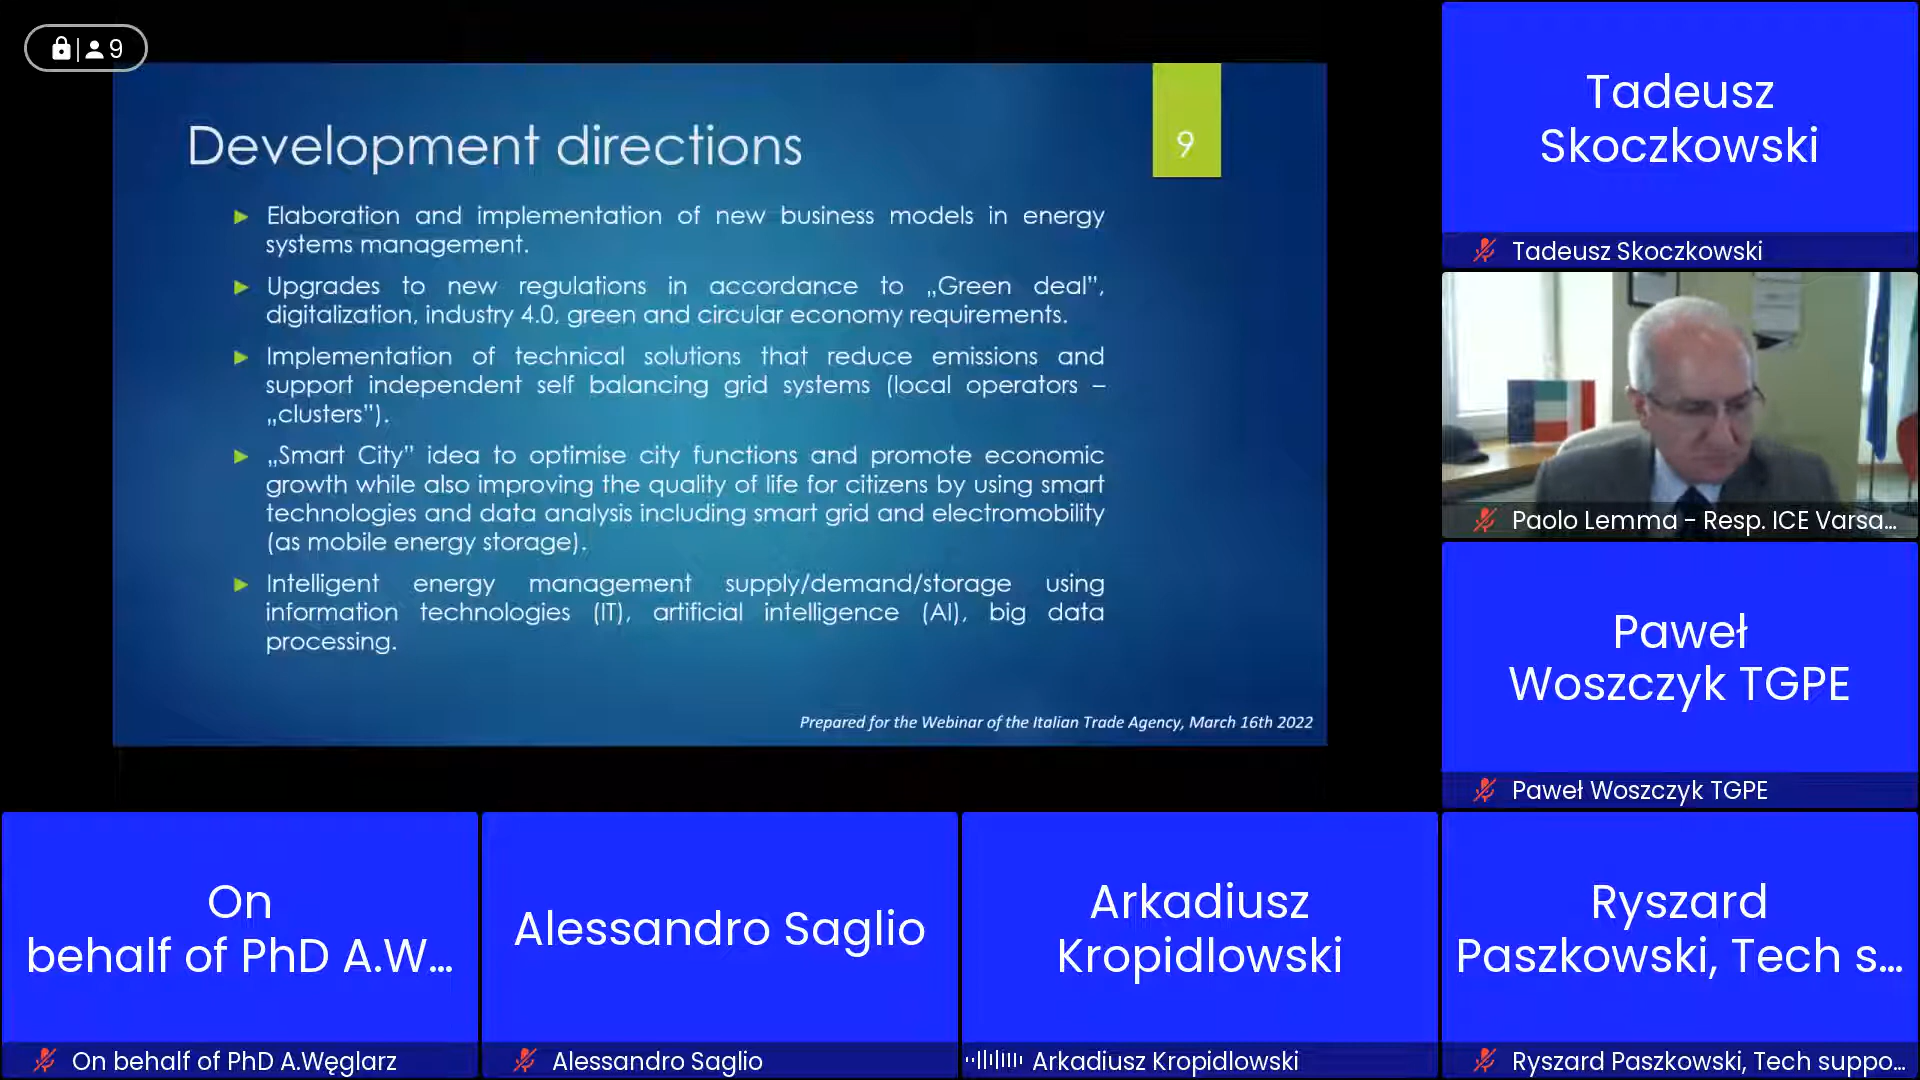 9
Development directions
9
Elaboration and implementation of new business models in energy
systems management.
Upgrades to new regulations in accordance to „Green deal”,
digitalization, industry 4.0, green and circular economy requirements.
Implementation of technical solutions that reduce emissions and
support independent self balancing grid systems (local operators –
„clusters”).
„Smart City” idea to optimise city functions and promote economic
growth while also improving the quality of life for citizens by using smart
technologies and data analysis including smart grid and electromobility
(as mobile energy storage).
Intelligent energy management supply/demand/storage using
information technologies (IT), artificial intelligence (AI), big data
processing.
Prepared for the Webinar of the Italian Trade Agency, March 16th 2022
Tadeusz
Skoczkowski
Tadeusz Skoczkowski
Paolo Lemma - Resp. ICE Varsa...
Paweł
Woszczyk TGPE
Paweł Woszczyk TGPE
On
behalf of PhD A.W...
On behalf of PhD A.Węglarz
Alessandro Saglio
Alessandro Saglio
Arkadiusz
Kropidlowski
Arkadiusz Kropidlowski
Ryszard
Paszkowski, Tech s...
Ryszard Paszkowski, Tech suppo...